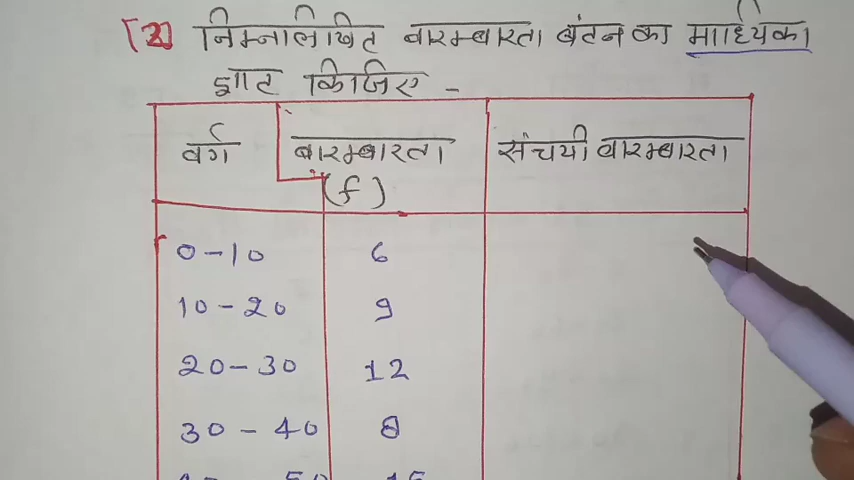 [2] निम्नलिखित बारम्बारता बंटन का माध्यिका
ज्ञात किजिए -
वर्ग बारम्बारता (f) संचयी बारम्बारता
0-10 6
10-20 9
20-30 12
30-40 8